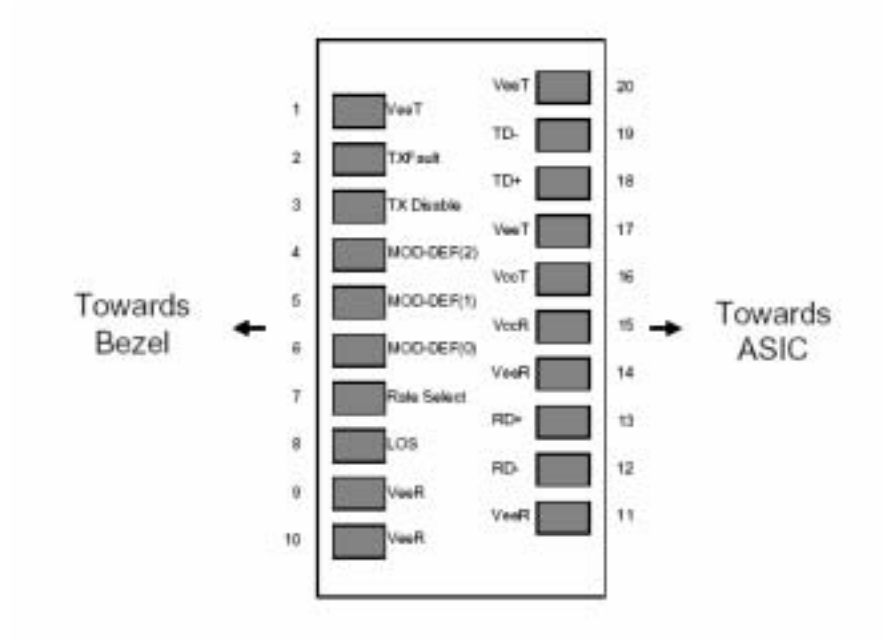 VeeT 20
1 VeeT
TD- 19
2 TXFault
TD+ 18
3 TX Disable
VeeT 17
4 MOD-DEF(2)
VccT 16
5 MOD-DEF(1)
Towards
Bezel
VccR 15
Towards
ASIC
6 MOD-DEF(0)
VeeR 14
7 Rate Select
RD+ 13
8 LOS
RD- 12
9 VeeR
VeeR 11
10 VeeR